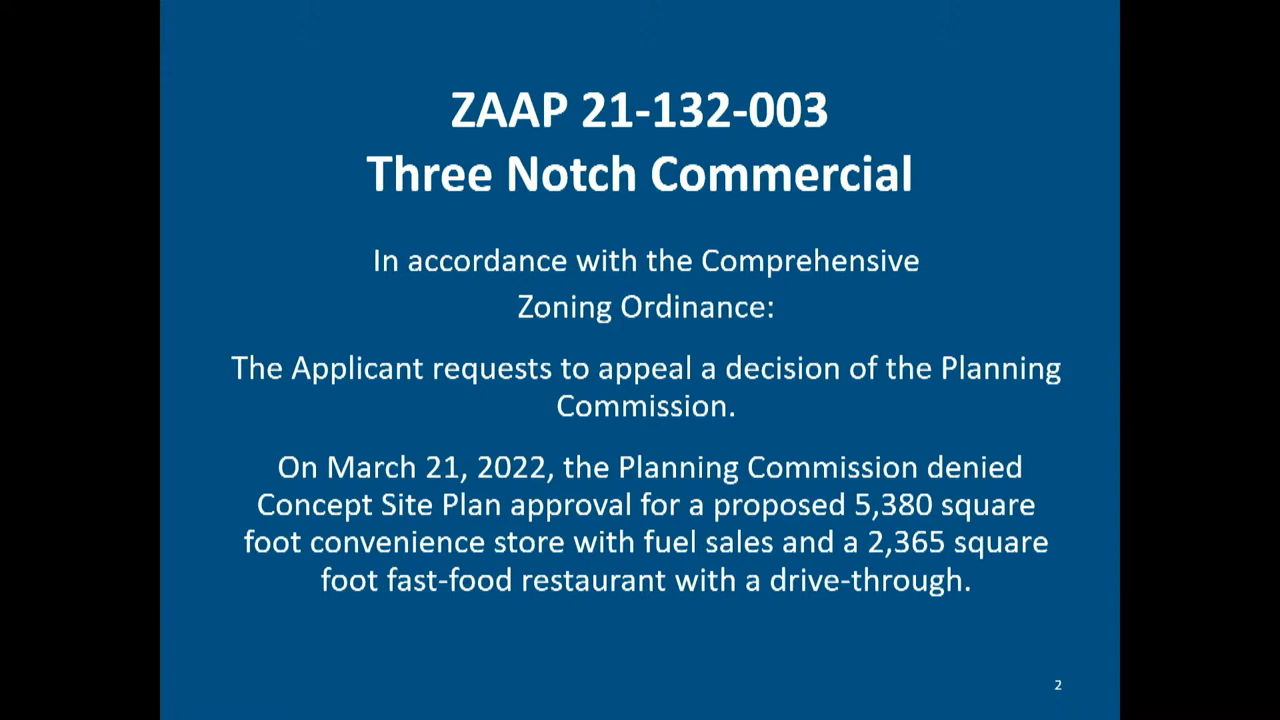 ZAAP 21-132-003
Three Notch Commercial
In accordance with the Comprehensive
Zoning Ordinance:
The Applicant requests to appeal a decision of the Planning
Commission.
On March 21, 2022, the Planning Commission denied
Concept Site Plan approval for a proposed 5,380 square
foot convenience store with fuel sales and a 2,365 square
foot fast-food restaurant with a drive-through.
2